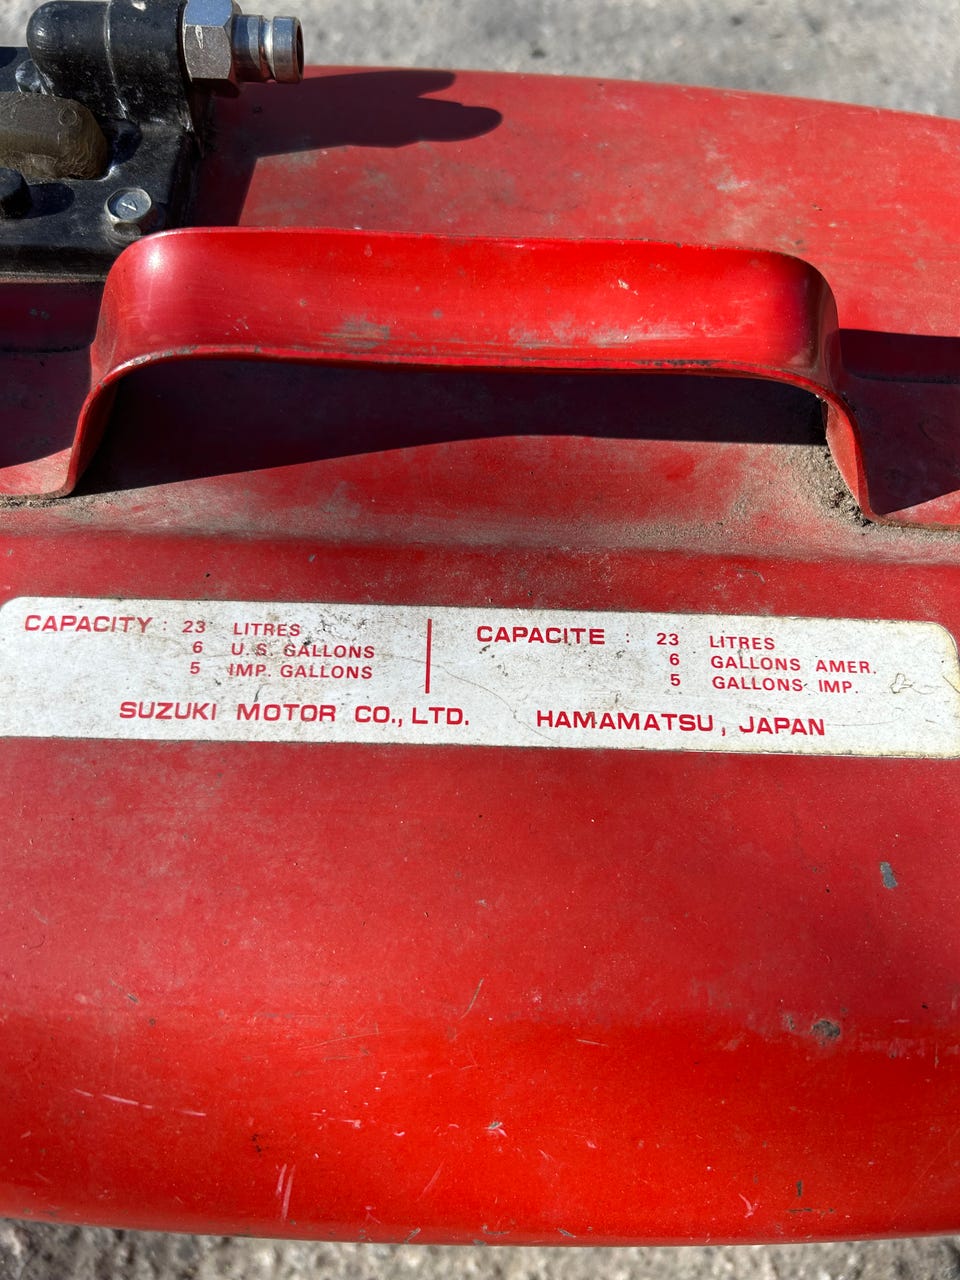 CAPACITY : 23 LITRES
6 U.S. GALLONS
5 IMP. GALLONS
CAPACITE : 23 LITRES
6 GALLONS AMER.
5 GALLONS IMP.
SUZUKI MOTOR CO., LTD. HAMAMATSU, JAPAN